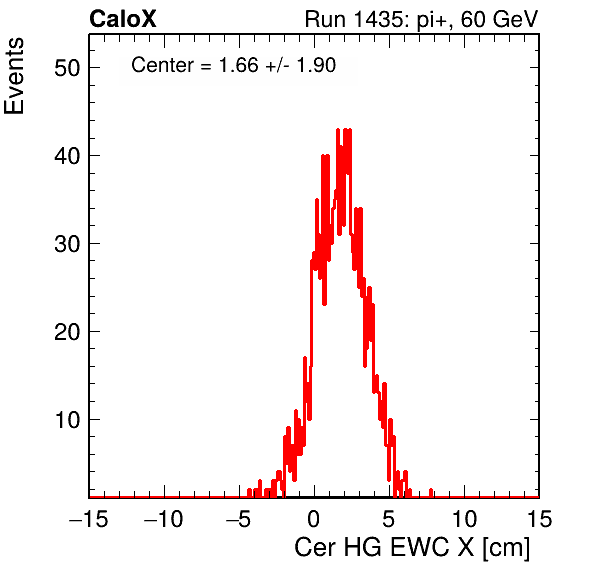 CaloX Run 1435: pi+, 60 GeV
Center = 1.66 +/- 1.90
Events
50
40
30
20
10
−15 −10 −5 0 5 10 15
Cer HG EWC X [cm]